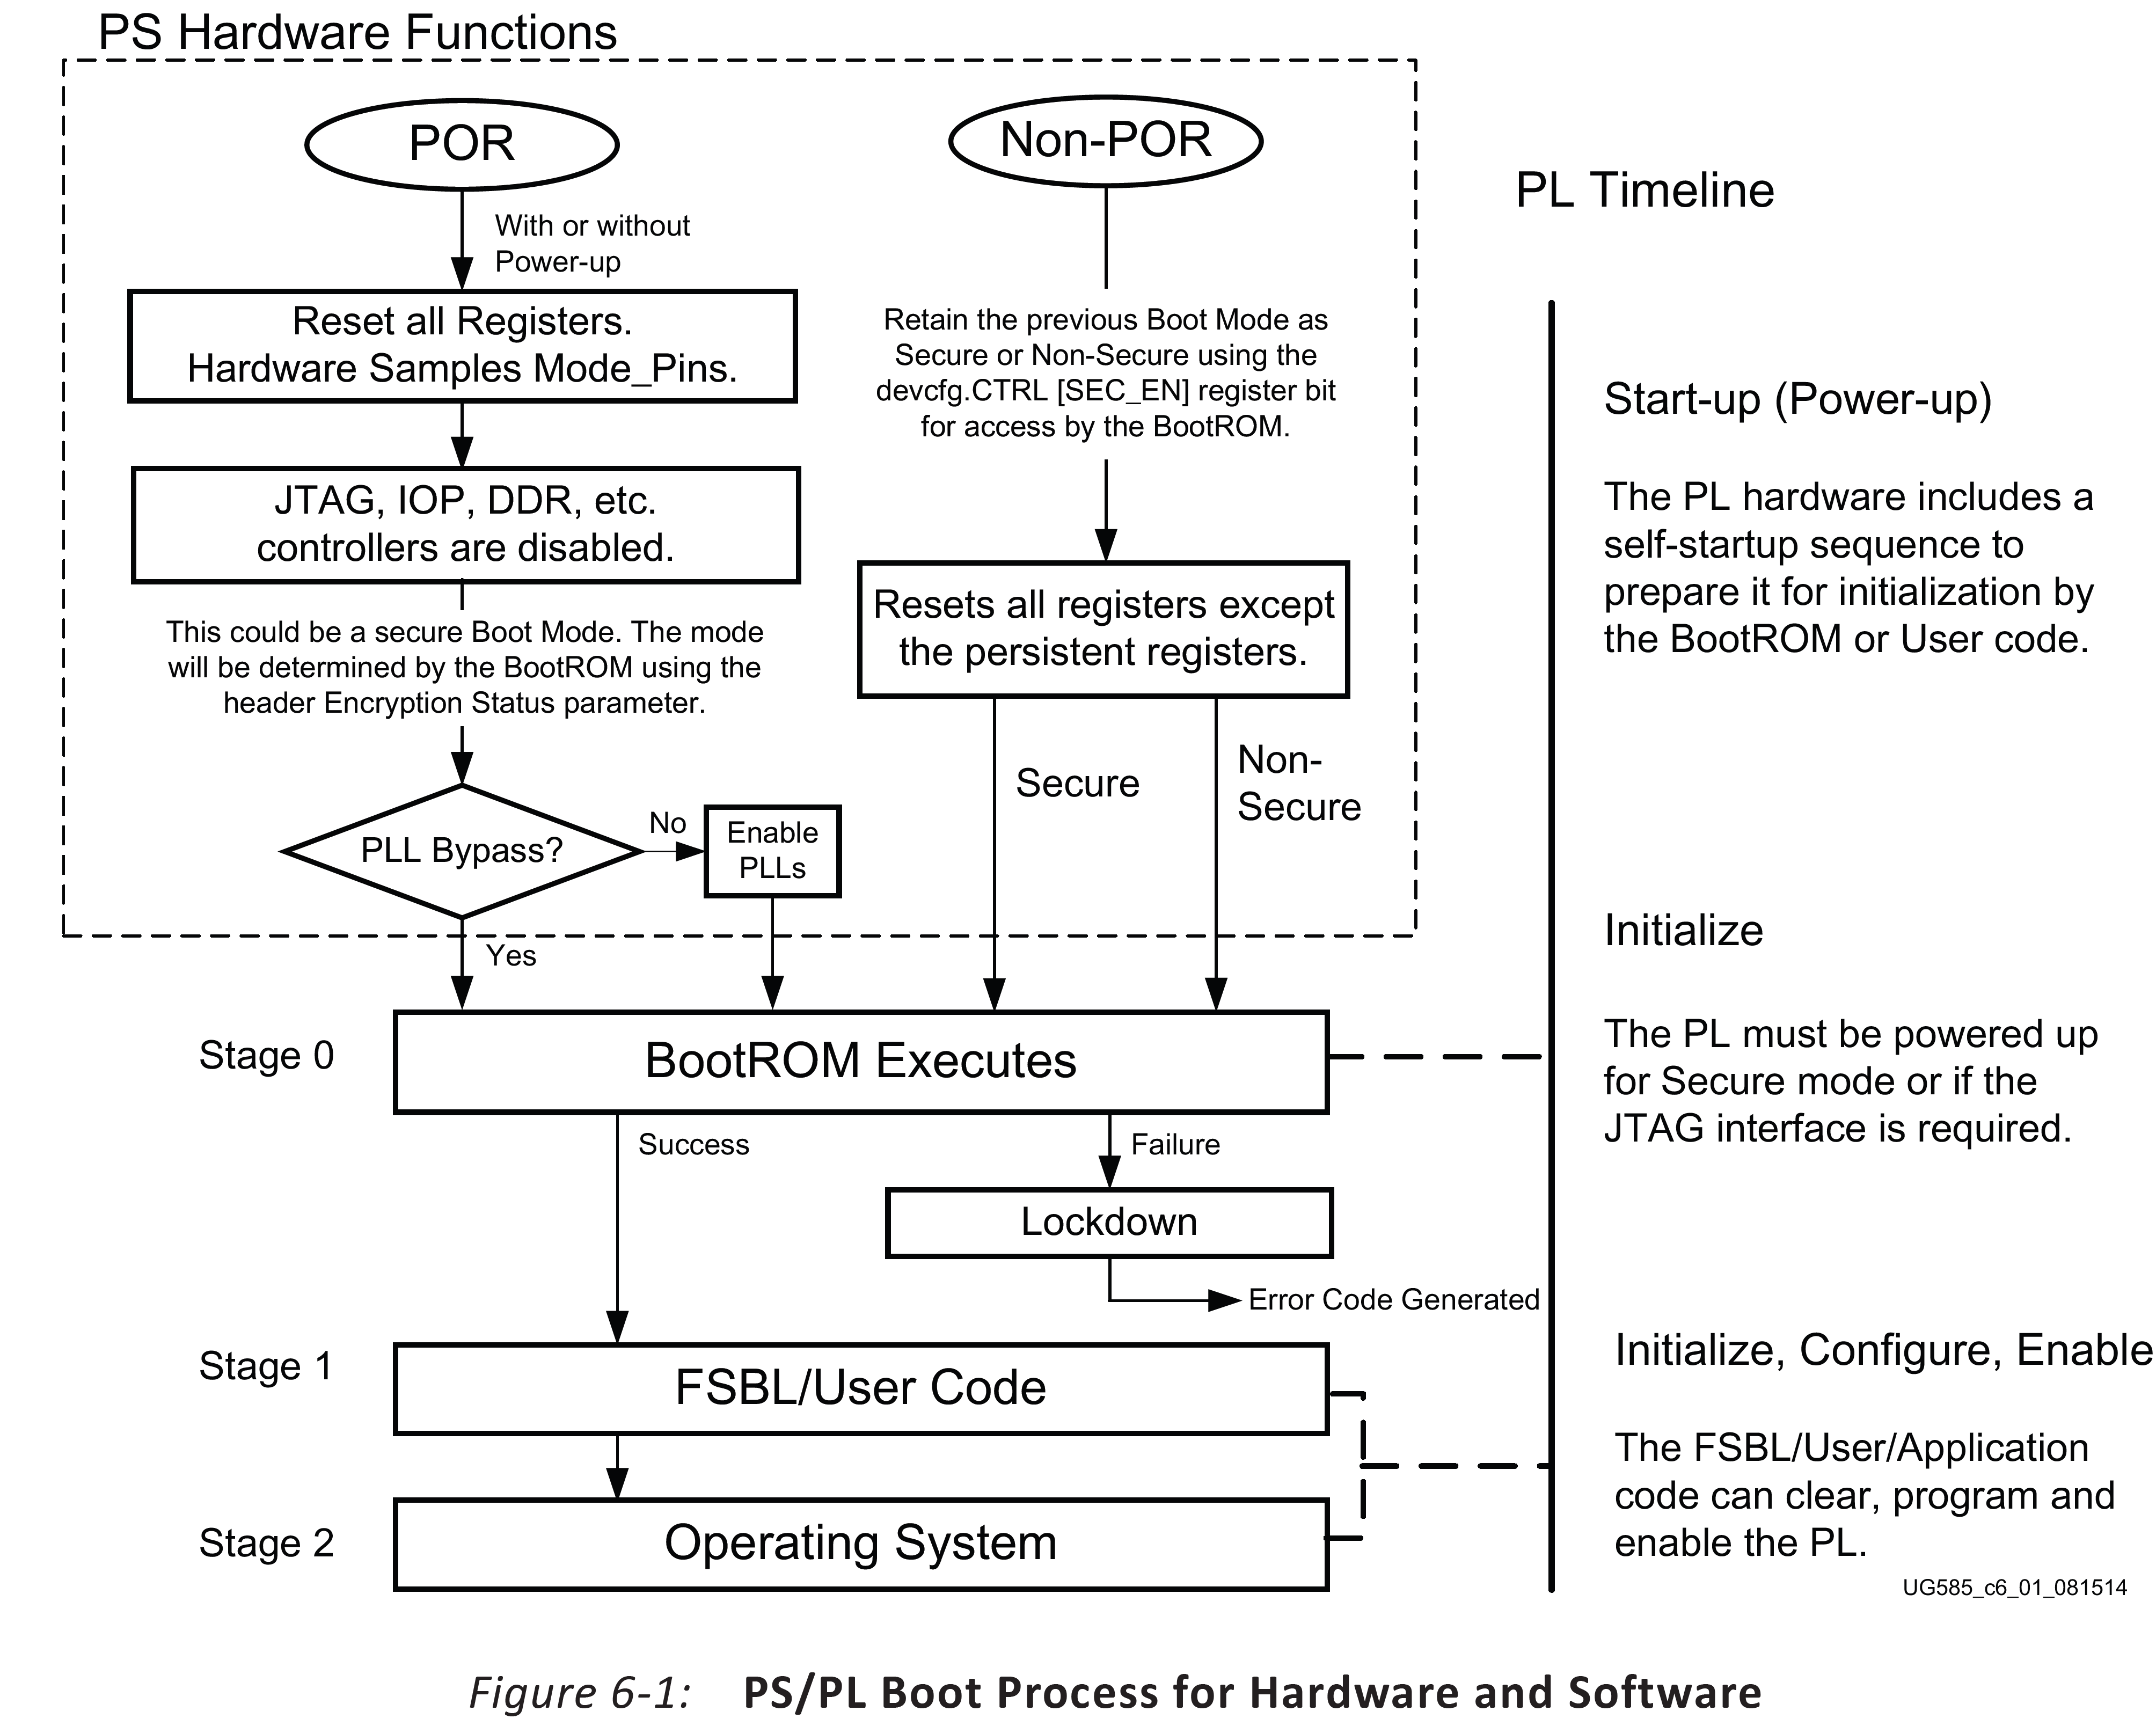 PS Hardware Functions
POR
With or without
Power-up
Reset all Registers.
Hardware Samples Mode_Pins.
JTAG, IOP, DDR, etc.
controllers are disabled.
This could be a secure Boot Mode. The mode
will be determined by the BootROM using the
header Encryption Status parameter.
PLL Bypass?
No
Enable
PLLs
Yes
Non-POR
Retain the previous Boot Mode as
Secure or Non-Secure using the
devcfg.CTRL [SEC_EN] register bit
for access by the BootROM.
Resets all registers except
the persistent registers.
Secure
Non-
Secure
Stage 0
BootROM Executes
Success
Failure
Lockdown
Error Code Generated
Stage 1
FSBL/User Code
Stage 2
Operating System
PL Timeline
Start-up (Power-up)
The PL hardware includes a
self-startup sequence to
prepare it for initialization by
the BootROM or User code.
Initialize
The PL must be powered up
for Secure mode or if the
JTAG interface is required.
Initialize, Configure, Enable
The FSBL/User/Application
code can clear, program and
enable the PL.
UG585_c6_01_081514
Figure 6-1: PS/PL Boot Process for Hardware and Software